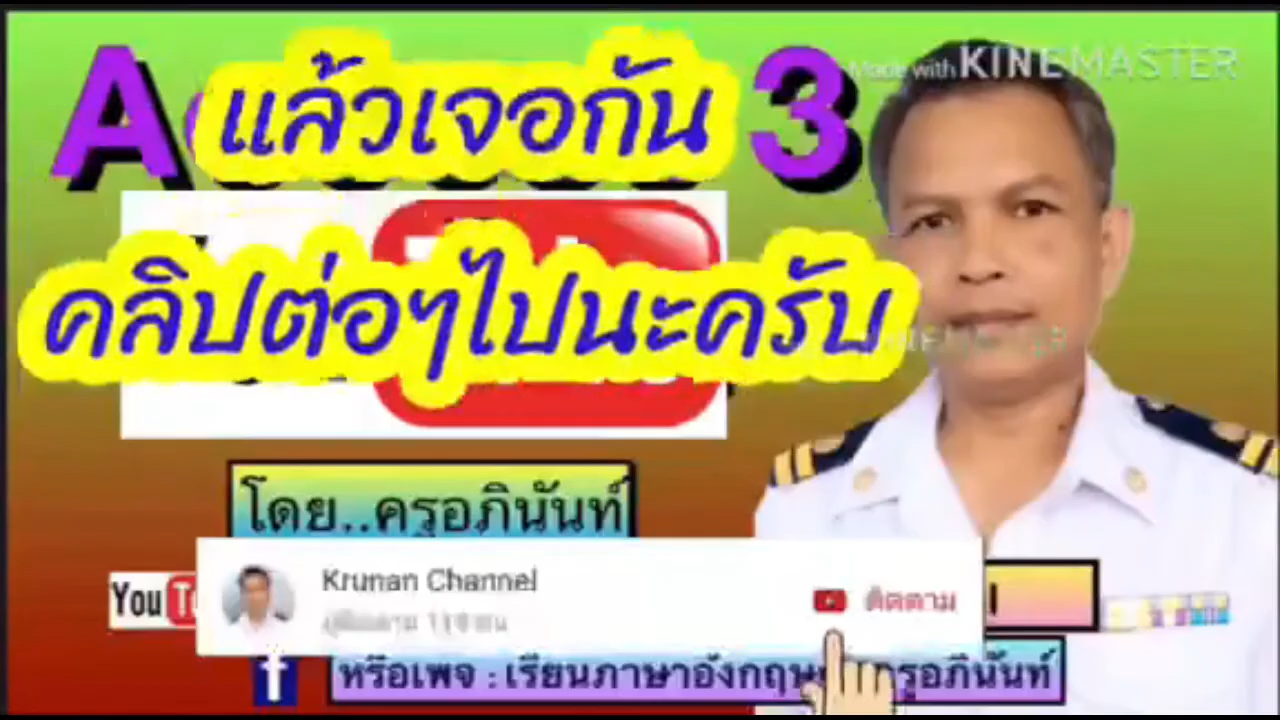 Made with KINEMASTER
A 3
แล้วเจอกัน
คลิปต่อๆไปนะครับ
โดย..ครูอภินันท์
You
Krunan Channel
ติดตาม
f
หรือเพจ : เรียนภาษาอังกฤษ ครูอภินันท์